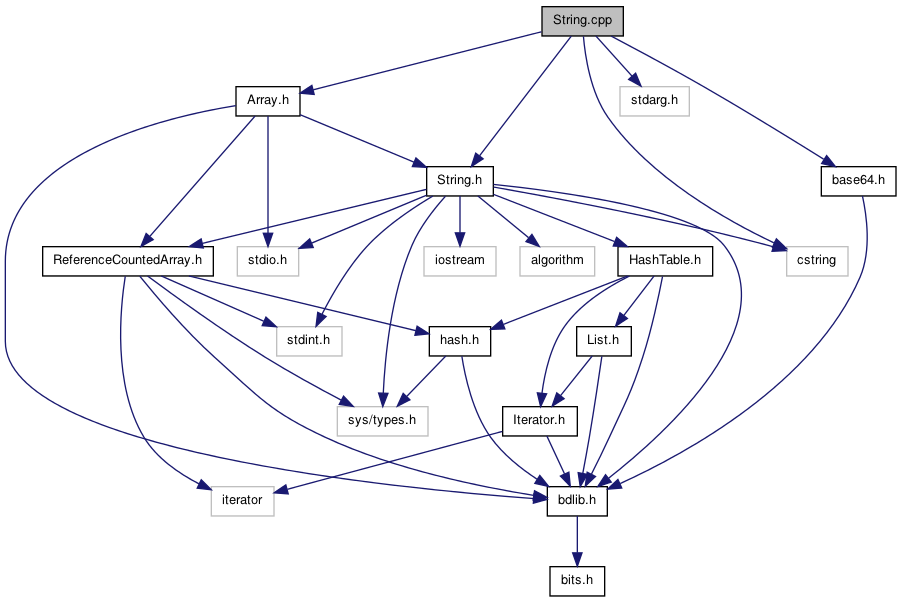 String.cpp
Array.h
stdarg.h
String.h
base64.h
ReferenceCountedArray.h
stdio.h
iostream
algorithm
HashTable.h
cstring
stdint.h
hash.h
List.h
sys/types.h
Iterator.h
iterator
bdlib.h
bits.h